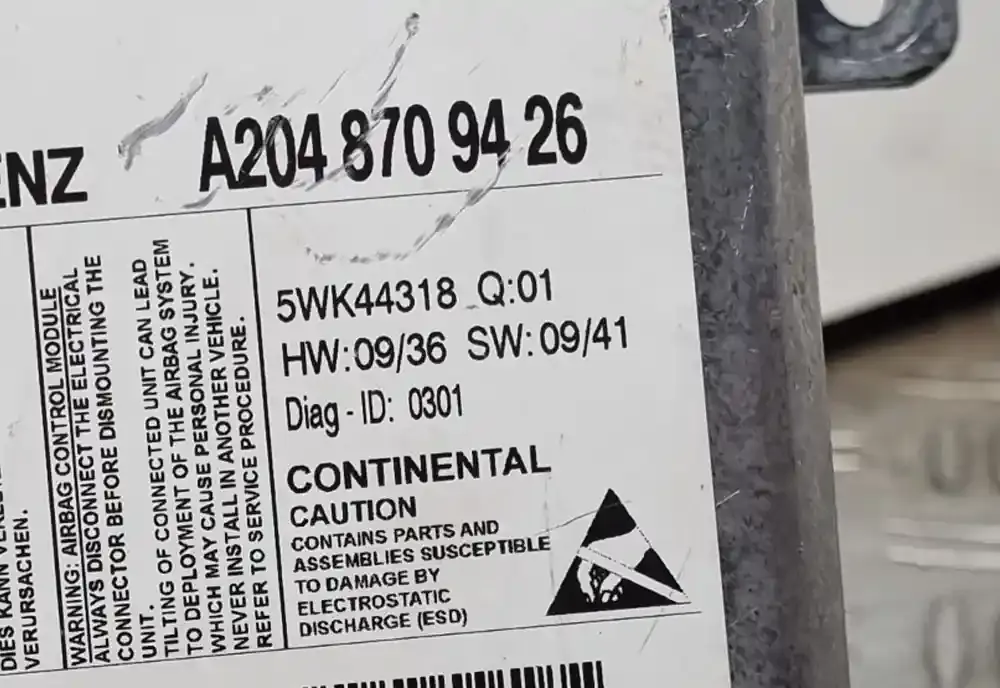 ENZ A204 870 94 26
DIES KANN
VERURSACHEN.
WARNING: AIRBAG CONTROL MODULE
ALWAYS DISCONNECT THE ELECTRICAL
CONNECTOR BEFORE DISMOUNTING THE
UNIT.
TILTING OF CONNECTED UNIT CAN LEAD
TO DEPLOYMENT OF THE AIRBAG SYSTEM
WHICH MAY CAUSE PERSONAL INJURY.
NEVER INSTALL IN ANOTHER VEHICLE.
REFER TO SERVICE PROCEDURE.
5WK44318 Q:01
HW:09/36 SW:09/41
Diag - ID: 0301
CONTINENTAL
CAUTION
CONTAINS PARTS AND
ASSEMBLIES SUSCEPTIBLE
TO DAMAGE BY
ELECTROSTATIC
DISCHARGE (ESD)